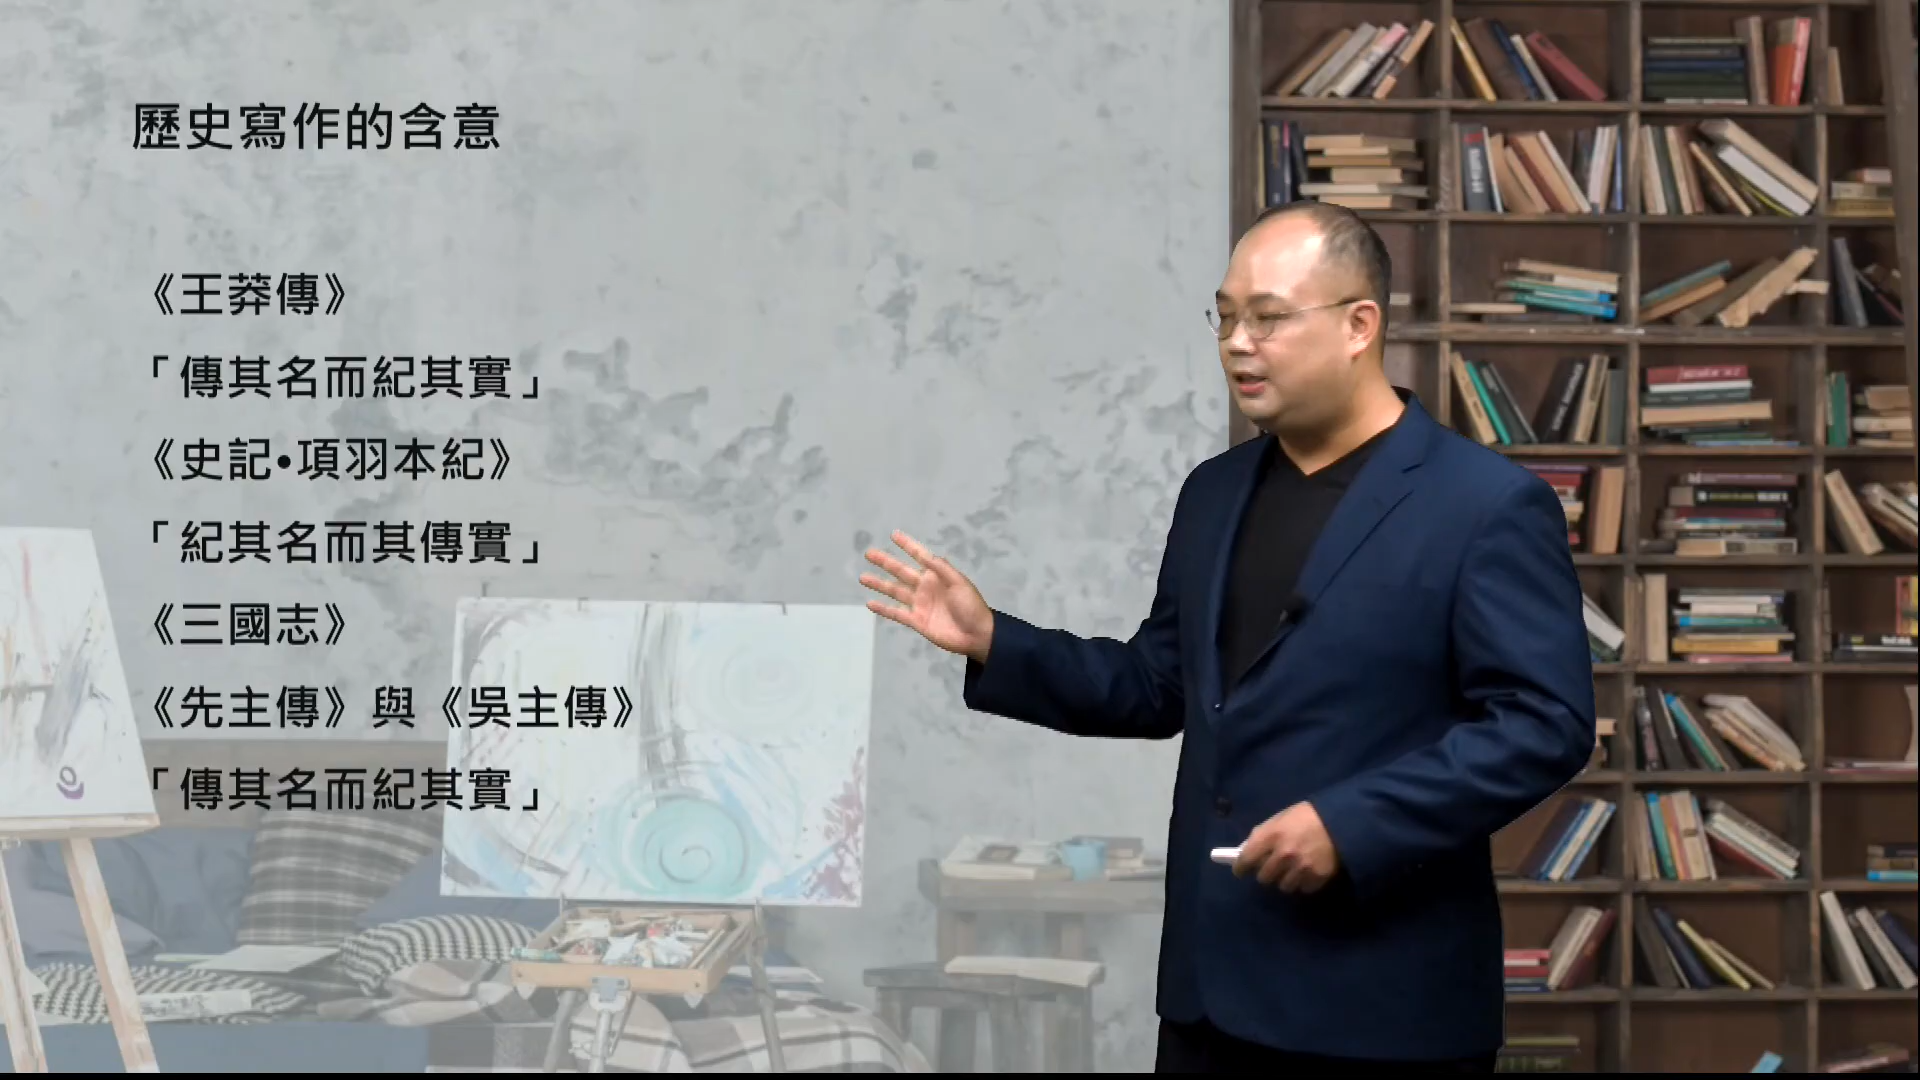 歷史寫作的含意
《王莽傳》
「傳其名而紀其實」
《史記•項羽本紀》
「紀其名而其傳實」
《三國志》
《先主傳》與《吳主傳》
「傳其名而紀其實」